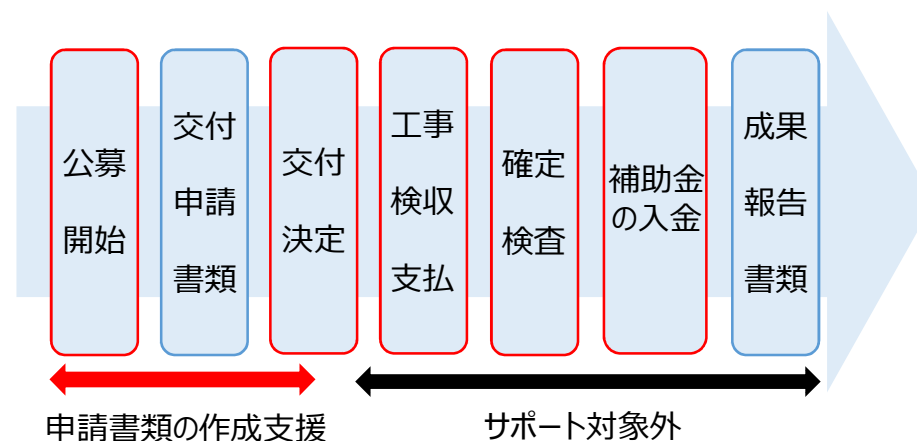 公募
開始
交付
申請
書類
交付
決定
工事
検収
支払
確定
検査
補助金
の入金
成果
報告
書類
申請書類の作成支援
サポート対象外